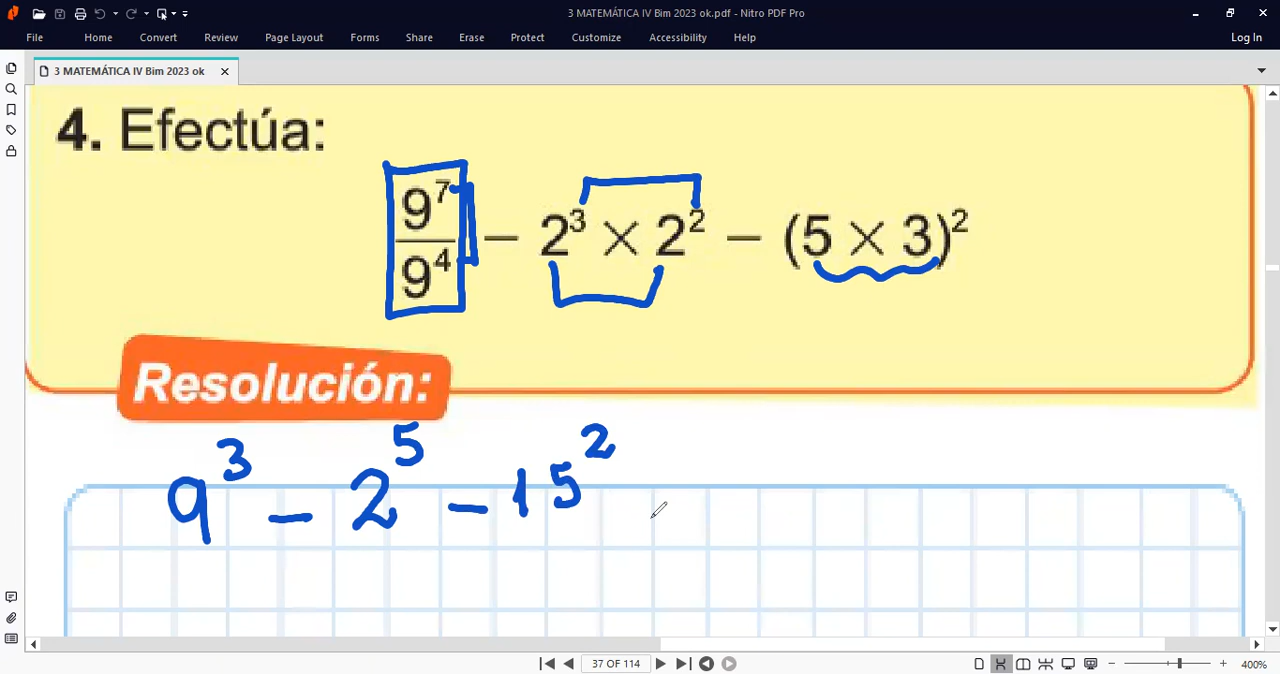 3 MATEMÁTICA IV Bim 2023 ok.pdf - Nitro PDF Pro
File Home Convert Review Page Layout Forms Share Erase Protect Customize Accessibility Help Log In
3 MATEMÁTICA IV Bim 2023 ok
4. Efectúa:
9⁷/9⁴ − 2³ × 2² − (5 × 3)²
Resolución:
9³ − 2⁵ − 15²
37 OF 114
400%